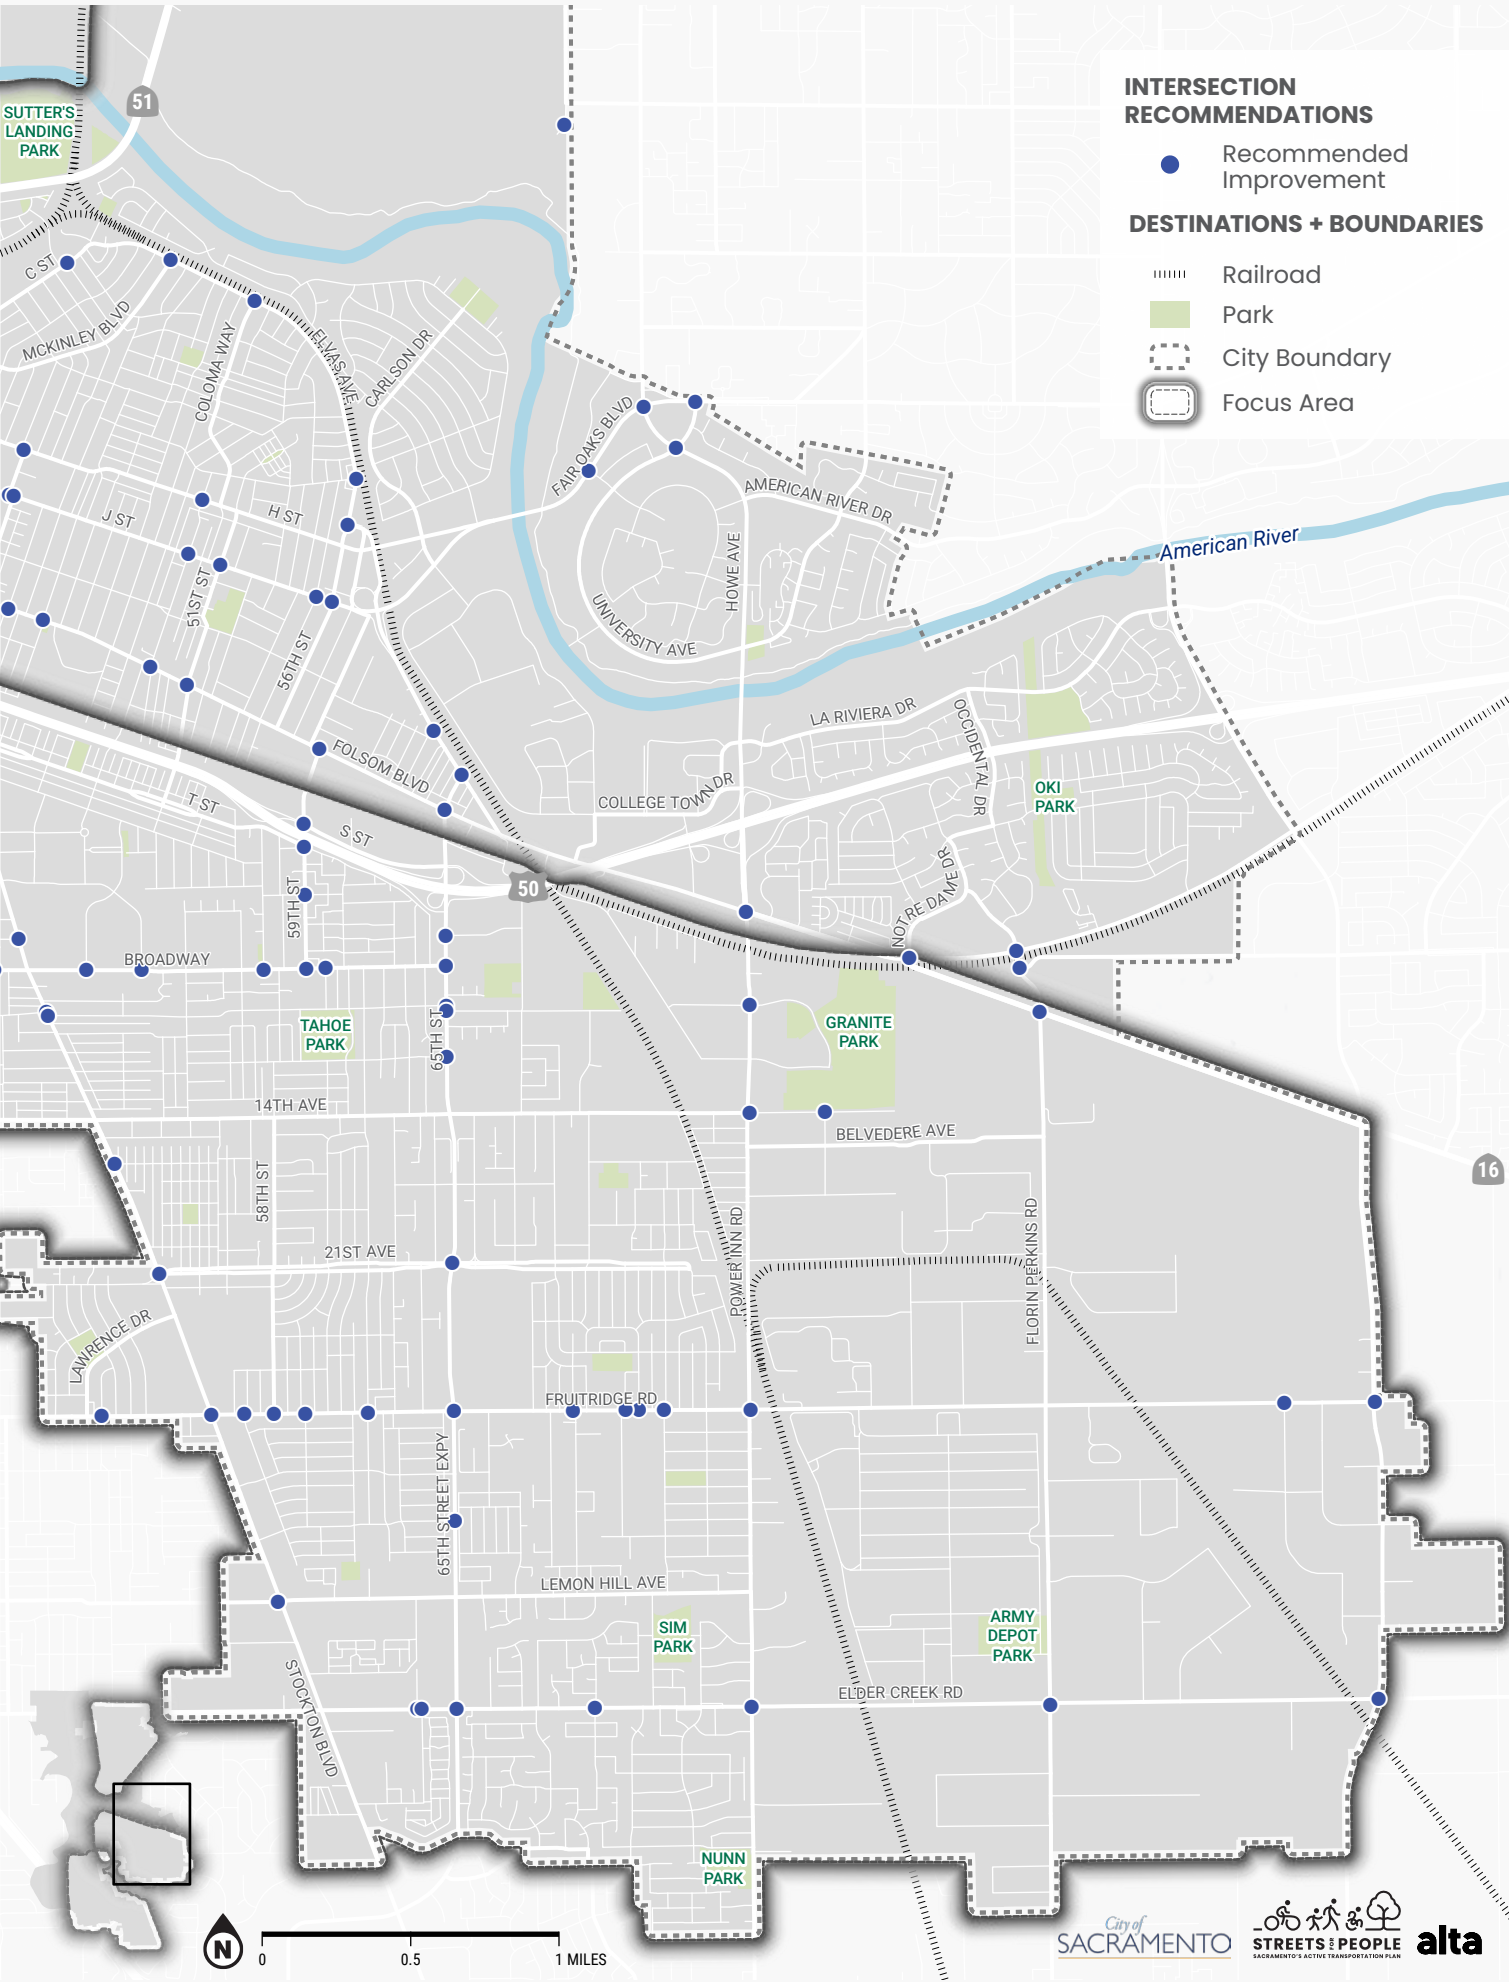 INTERSECTION
RECOMMENDATIONS
Recommended
Improvement
DESTINATIONS + BOUNDARIES
Railroad
Park
City Boundary
Focus Area
51
SUTTER'S
LANDING
PARK
C ST
MCKINLEY BLVD
COLOMA WAY
ELVAS AVE
CARLSON DR
FAIR OAKS BLVD
AMERICAN RIVER DR
American River
J ST
H ST
HOWE AVE
51ST ST
56TH ST
UNIVERSITY AVE
LA RIVIERA DR
OCCIDENTAL DR
FOLSOM BLVD
COLLEGE TOWN DR
OKI
PARK
T ST
S ST
50
59TH ST
NOTRE DAME DR
BROADWAY
TAHOE
PARK
65TH ST
GRANITE
PARK
14TH AVE
BELVEDERE AVE
16
58TH ST
21ST AVE
POWER INN RD
FLORIN PERKINS RD
LAWRENCE DR
FRUITRIDGE RD
65TH STREET EXPY
LEMON HILL AVE
SIM
PARK
ARMY
DEPOT
PARK
STOCKTON BLVD
ELDER CREEK RD
NUNN
PARK
N
0
0.5
1 MILES
City of
SACRAMENTO
STREETS FOR PEOPLE
SACRAMENTO'S ACTIVE TRANSPORTATION PLAN
alta